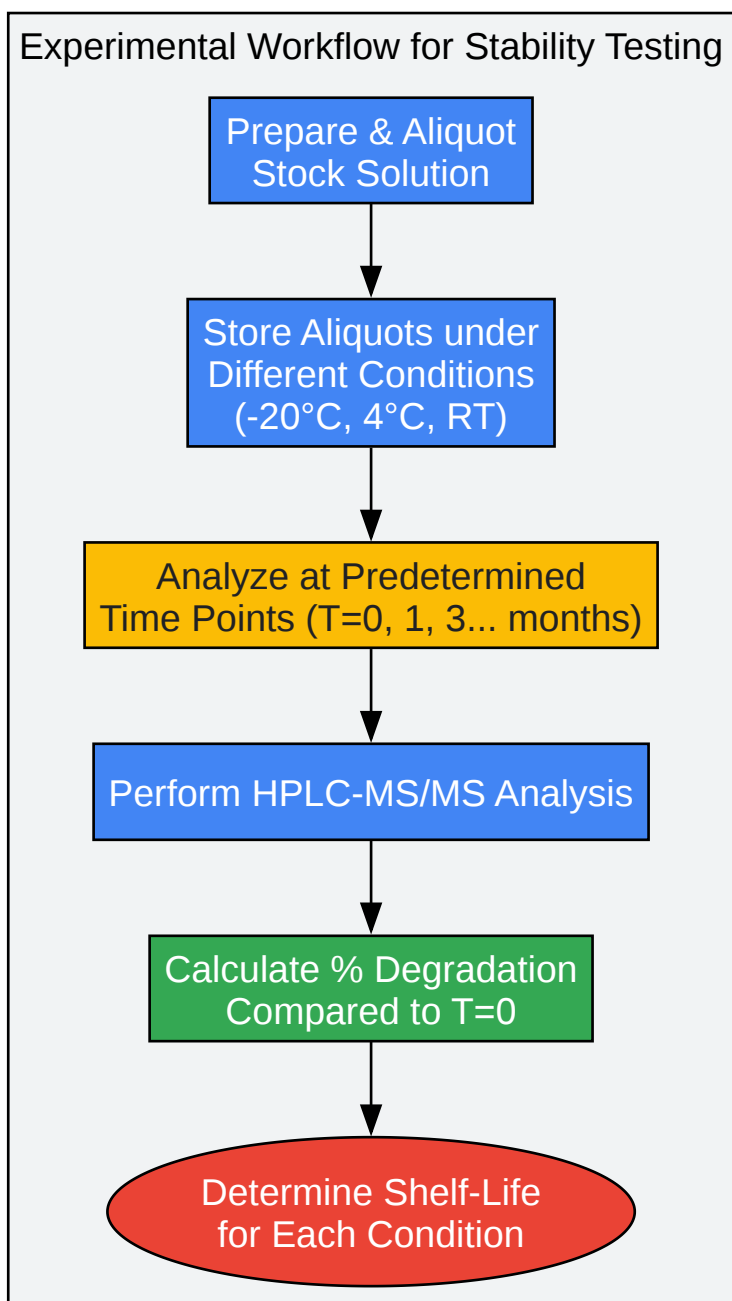 Experimental Workflow for Stability Testing
Prepare & Aliquot
Stock Solution
Store Aliquots under
Different Conditions
(-20°C, 4°C, RT)
Analyze at Predetermined
Time Points (T=0, 1, 3... months)
Perform HPLC-MS/MS Analysis
Calculate % Degradation
Compared to T=0
Determine Shelf-Life
for Each Condition